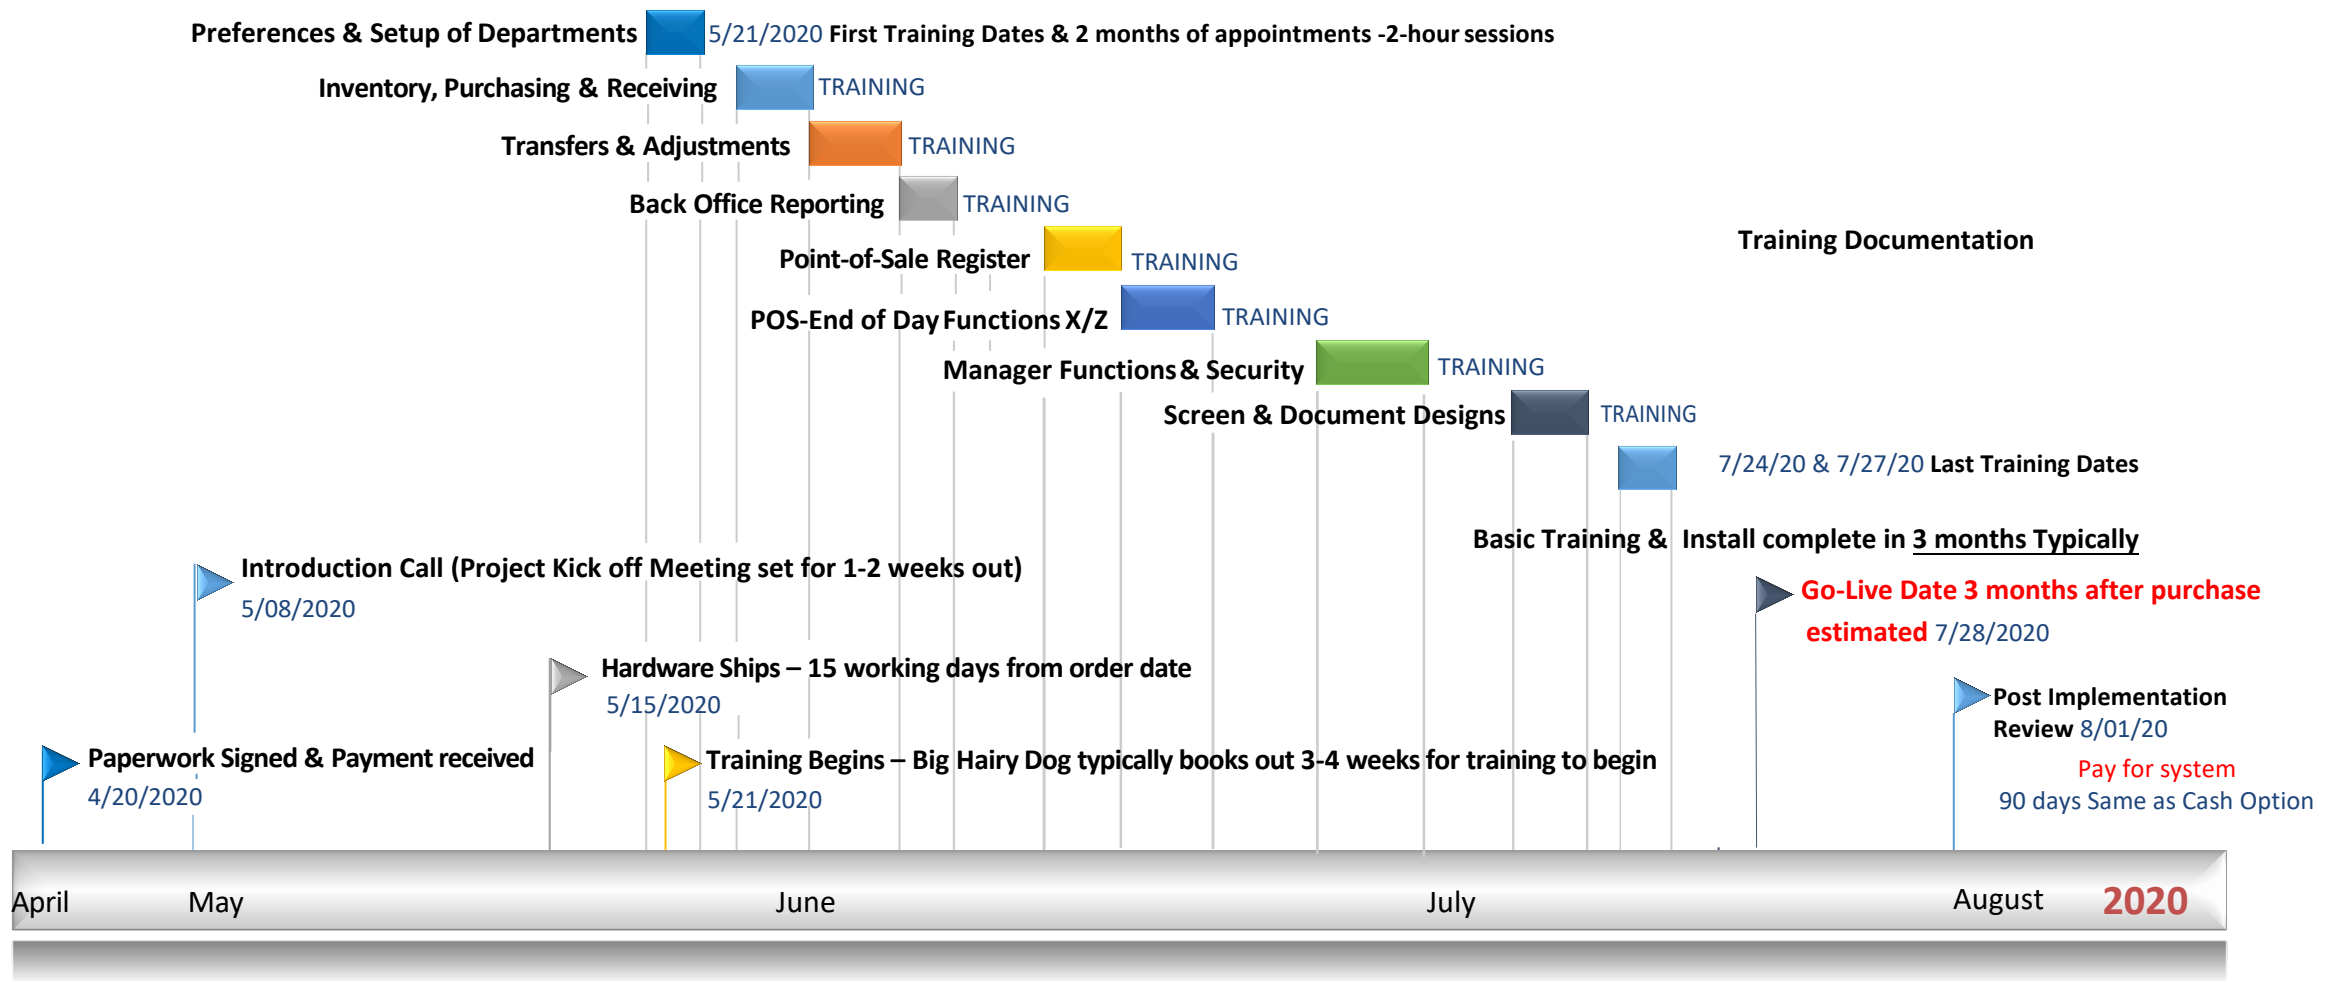 Preferences & Setup of Departments 5/21/2020 First Training Dates & 2 months of appointments -2-hour sessions
Inventory, Purchasing & Receiving TRAINING
Transfers & Adjustments TRAINING
Back Office Reporting TRAINING
Training Documentation
Point-of-Sale Register TRAINING
POS-End of Day Functions X/Z TRAINING
Manager Functions & Security TRAINING
Screen & Document Designs TRAINING
7/24/20 & 7/27/20 Last Training Dates
Basic Training & Install complete in 3 months Typically
Introduction Call (Project Kick off Meeting set for 1-2 weeks out)
5/08/2020
Go-Live Date 3 months after purchase
estimated 7/28/2020
Hardware Ships – 15 working days from order date
5/15/2020
Post Implementation
Review 8/01/20
Pay for system
90 days Same as Cash Option
Paperwork Signed & Payment received
4/20/2020
Training Begins – Big Hairy Dog typically books out 3-4 weeks for training to begin
5/21/2020
April May June July August 2020